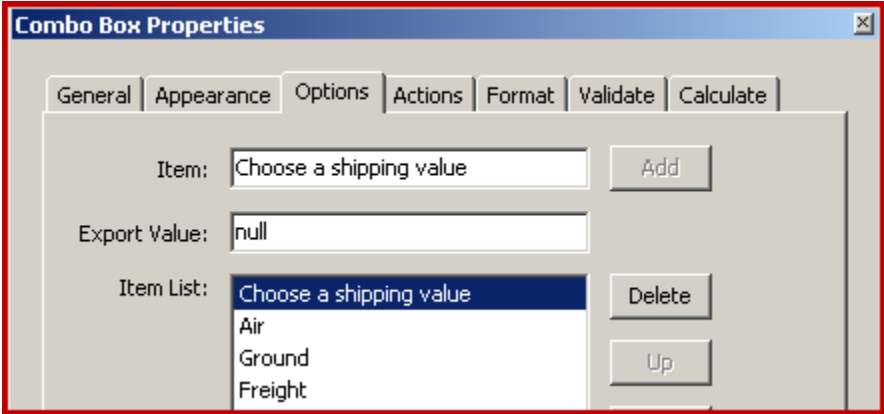 Combo Box Properties
General Appearance Options Actions Format Validate Calculate
Item: Choose a shipping value Add
Export Value: null
Item List: Choose a shipping value Delete
Air
Ground Up
Freight